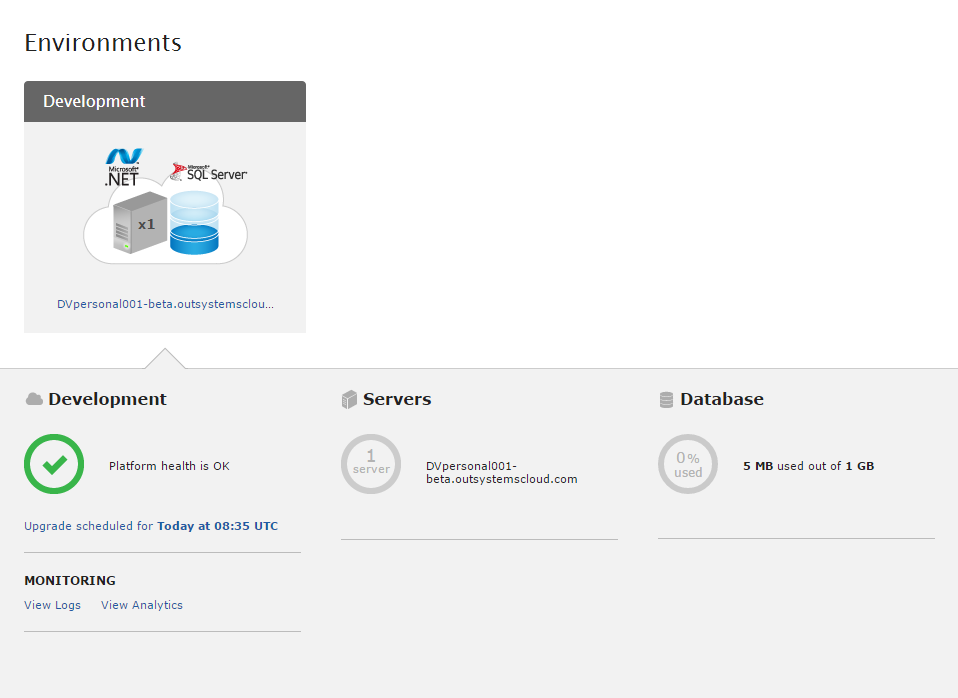 Environments
Development
Microsoft®
.NET
Microsoft®
SQL Server
x1
DVpersonal001-beta.outsystemsclou...
Development
Platform health is OK
Upgrade scheduled for Today at 08:35 UTC
MONITORING
View Logs View Analytics
Servers
1
server
DVpersonal001-
beta.outsystemscloud.com
Database
0%
used
5 MB used out of 1 GB